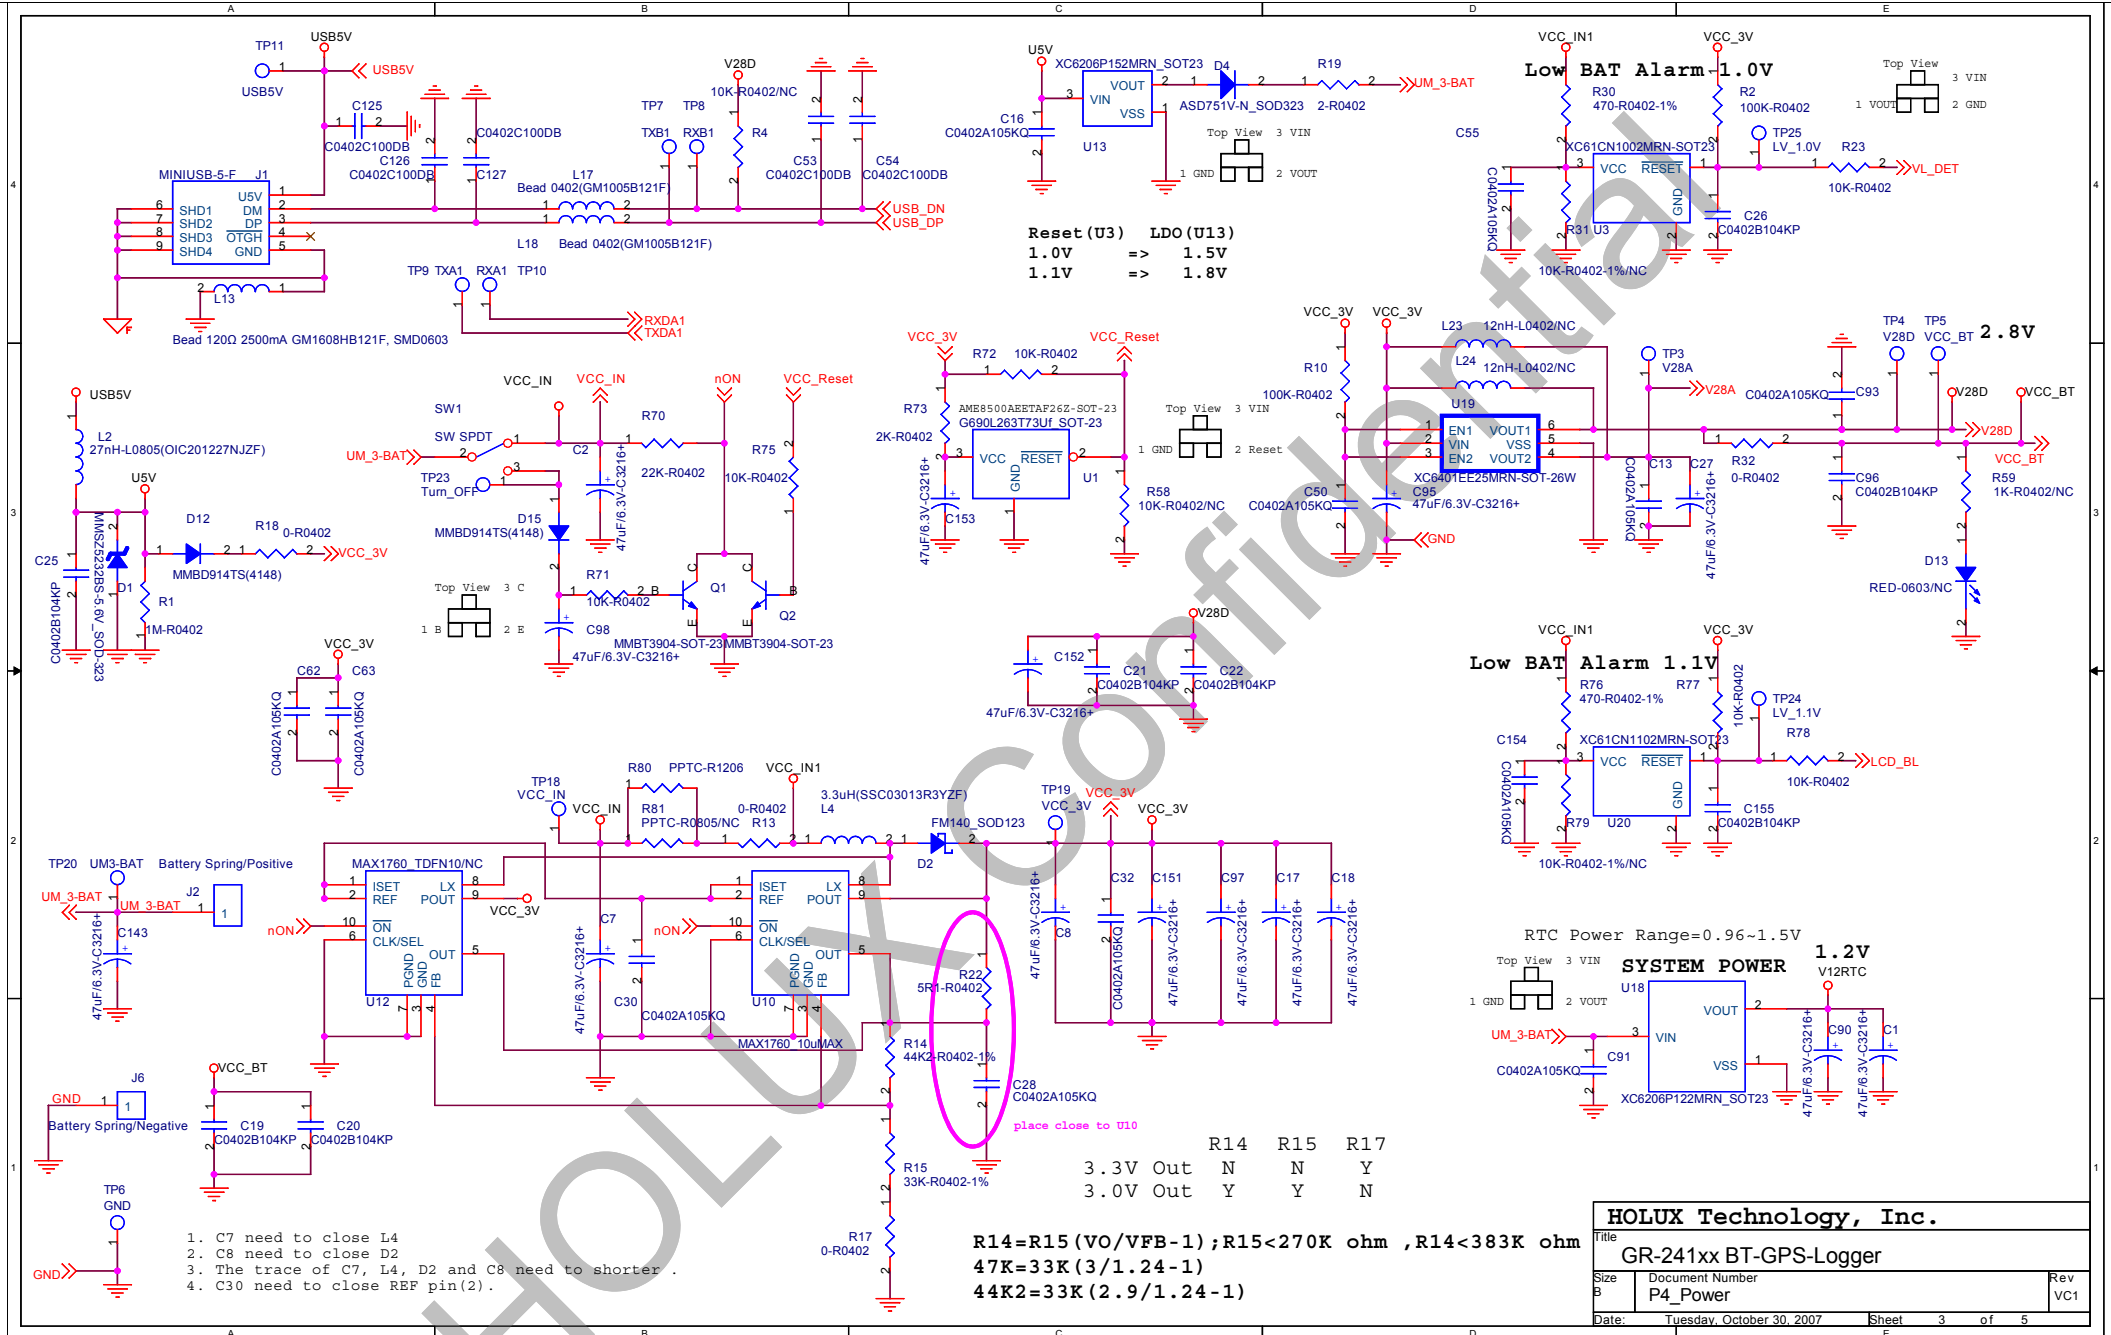 A B C D E
TP11
USB5V
USB5V
USB5V
C125
C0402C100DB
C126
C0402C100DB
C0402C100DB
C127
MINIUSB-5-F J1
U5V
DM
DP
OTGH
GND
SHD1
SHD2
SHD3
SHD4
L13
Bead 120Ω 2500mA GM1608HB121F, SMD0603
L17
Bead 0402(GM1005B121F)
L18 Bead 0402(GM1005B121F)
TP7 TP8
TXB1 RXB1
V28D
10K-R0402/NC
R4
C53
C0402C100DB
C54
C0402C100DB
USB_DN
USB_DP
TP9 TXA1 RXA1 TP10
RXDA1
TXDA1
U5V
XC6206P152MRN_SOT23
VOUT
VIN
VSS
U13
C16
C0402A105KQ
D4
ASD751V-N_SOD323
R19
2-R0402
UM_3-BAT
Top View 3 VIN
1 GND 2 VOUT
Reset(U3) LDO(U13)
1.0V => 1.5V
1.1V => 1.8V
VCC_IN1 VCC_3V
Low BAT Alarm 1.0V
R30
470-R0402-1%
R2
100K-R0402
C55
C0402A105KQ
XC61CN1002MRN-SOT23
VCC RESET
GND
R31 U3
10K-R0402-1%/NC
TP25
LV_1.0V
R23
10K-R0402
VL_DET
C26
C0402B104KP
Top View
3 VIN
1 VOUT 2 GND
USB5V
L2
27nH-L0805(OIC201227NJZF)
U5V
C25
C0402B104KP
MMSZ5232BS-5.6V_SOD-323
D1
D12
MMBD914TS(4148)
R18
0-R0402
VCC_3V
R1
1M-R0402
SW1
SW SPDT
UM_3-BAT
TP23
Turn_OFF
VCC_IN VCC_IN nON VCC_Reset
C2
47uF/6.3V-C3216+
R70
22K-R0402
R75
10K-R0402
D15
MMBD914TS(4148)
R71
10K-R0402
C98
47uF/6.3V-C3216+
Q1
Q2
MMBT3904-SOT-23 MMBT3904-SOT-23
Top View 3 C
1 B 2 E
VCC_3V
C62 C63
C0402A105KQ
C0402A105KQ
VCC_3V VCC_Reset
R72 10K-R0402
R73
2K-R0402
AME8500AEETAF26Z-SOT-23
G690L263T73Uf_SOT-23
VCC RESET
GND
U1
C153
47uF/6.3V-C3216+
R58
10K-R0402/NC
Top View 3 VIN
1 GND 2 Reset
VCC_3V VCC_3V
L23 12nH-L0402/NC
L24 12nH-L0402/NC
R10
100K-R0402
U19
EN1 VOUT1
VIN VSS
EN2 VOUT2
XC6401EE25MRN-SOT-26W
C50
C0402A105KQ
C95
47uF/6.3V-C3216+
GND
TP3
V28A
V28A
C13 C27
C0402A105KQ
47uF/6.3V-C3216+
TP4 TP5
V28D VCC_BT 2.8V
C93
C0402A105KQ
V28D VCC_BT
V28D
VCC_BT
R32
0-R0402
C96
C0402B104KP
R59
1K-R0402/NC
D13
RED-0603/NC
V28D
C152
C21
C0402B104KP
C22
C0402B104KP
47uF/6.3V-C3216+
VCC_IN1 VCC_3V
Low BAT Alarm 1.1V
R76
470-R0402-1%
R77
10K-R0402
C154
C0402A105KQ
XC61CN1102MRN-SOT23
VCC RESET
GND
R79 U20
10K-R0402-1%/NC
TP24
LV_1.1V
R78
10K-R0402
LCD_BL
C155
C0402B104KP
TP20 UM3-BAT Battery Spring/Positive
J2
UM_3-BAT UM_3-BAT
C143
47uF/6.3V-C3216+
MAX1760_TDFN10/NC
ISET LX
REF POUT
ON
CLK/SEL
OUT
PGND
GND
FB
U12
nON
VCC_3V
TP18
VCC_IN VCC_IN
R80 PPTC-R1206
R81
PPTC-R0805/NC
0-R0402
R13
VCC_IN1
3.3uH(SSC03013R3YZF)
L4
FM140_SOD123
D2
C7
47uF/6.3V-C3216+
C30
C0402A105KQ
nON
ISET LX
REF POUT
ON
CLK/SEL
OUT
PGND
GND
FB
U10
MAX1760_10uMAX
TP19
VCC_3V
VCC_3V
VCC_3V
C8
47uF/6.3V-C3216+
C32
C0402A105KQ
C151
47uF/6.3V-C3216+
C97
47uF/6.3V-C3216+
C17
47uF/6.3V-C3216+
C18
47uF/6.3V-C3216+
R22
5R1-R0402
C28
C0402A105KQ
place close to U10
R14
44K2-R0402-1%
R15
33K-R0402-1%
R17
0-R0402
RTC Power Range=0.96~1.5V
Top View 3 VIN
1 GND 2 VOUT
SYSTEM POWER
1.2V
V12RTC
U18
VOUT
VIN
VSS
XC6206P122MRN_SOT23
UM_3-BAT
C91
C0402A105KQ
C90
47uF/6.3V-C3216+
C1
47uF/6.3V-C3216+
J6
GND
Battery Spring/Negative
VCC_BT
C19
C0402B104KP
C20
C0402B104KP
TP6
GND
GND
R14 R15 R17
3.3V Out N N Y
3.0V Out Y Y N
1. C7 need to close L4
2. C8 need to close D2
3. The trace of C7, L4, D2 and C8 need to shorter .
4. C30 need to close REF pin(2).
R14=R15(VO/VFB-1);R15<270K ohm ,R14<383K ohm
47K=33K(3/1.24-1)
44K2=33K(2.9/1.24-1)
HOLUX Technology, Inc.
Title
GR-241xx BT-GPS-Logger
Size Document Number Rev
B P4_Power VC1
Date: Tuesday, October 30, 2007 Sheet 3 of 5
HOLUX Confidential
A B C D E